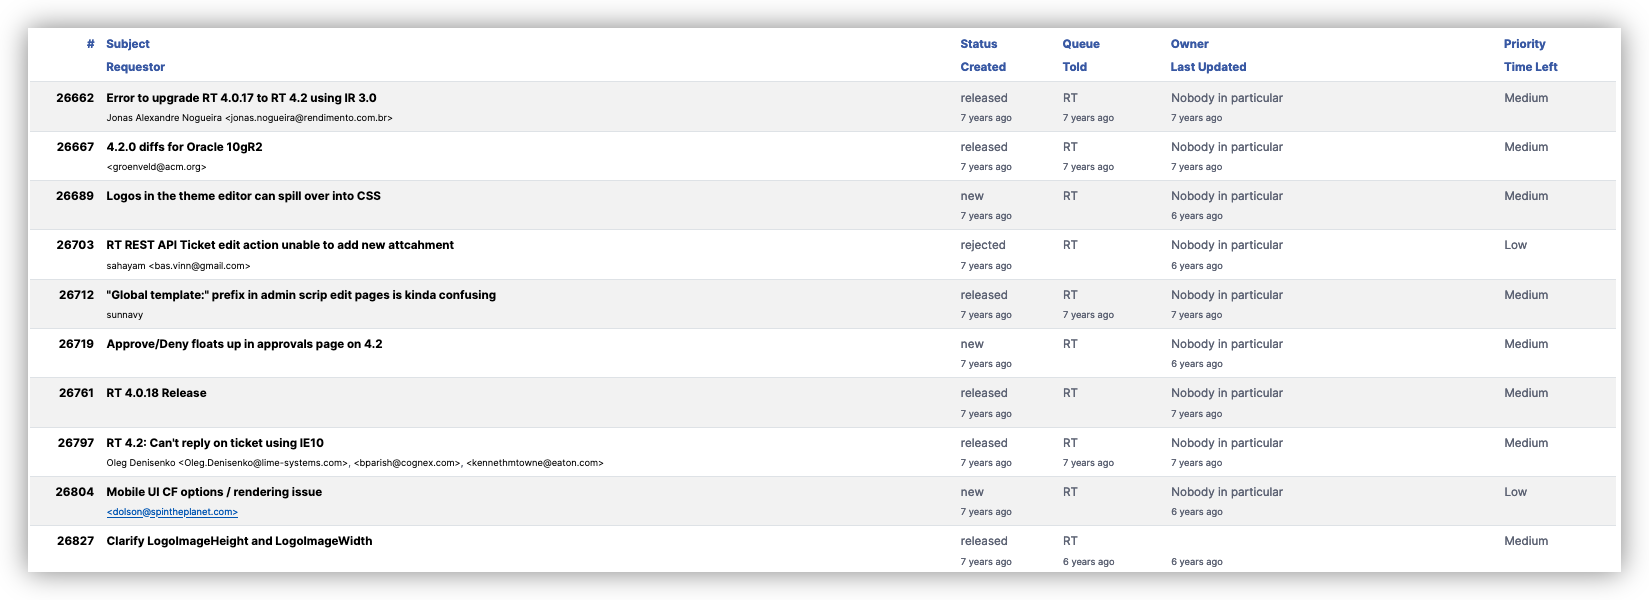 # Subject Status Queue Owner Priority
Requestor Created Told Last Updated Time Left
26662 Error to upgrade RT 4.0.17 to RT 4.2 using IR 3.0 released RT Nobody in particular Medium
Jonas Alexandre Nogueira <jonas.nogueira@rendimento.com.br> 7 years ago 7 years ago 7 years ago
26667 4.2.0 diffs for Oracle 10gR2 released RT Nobody in particular Medium
<groenveld@acm.org> 7 years ago 7 years ago 7 years ago
26689 Logos in the theme editor can spill over into CSS new RT Nobody in particular Medium
7 years ago 6 years ago
26703 RT REST API Ticket edit action unable to add new attcahment rejected RT Nobody in particular Low
sahayam <bas.vinn@gmail.com> 7 years ago 6 years ago
26712 "Global template:" prefix in admin scrip edit pages is kinda confusing released RT Nobody in particular Medium
sunnavy 7 years ago 7 years ago 7 years ago
26719 Approve/Deny floats up in approvals page on 4.2 new RT Nobody in particular Medium
7 years ago 6 years ago
26761 RT 4.0.18 Release released RT Nobody in particular Medium
7 years ago 7 years ago
26797 RT 4.2: Can't reply on ticket using IE10 released RT Nobody in particular Medium
Oleg Denisenko <Oleg.Denisenko@lime-systems.com>, <bparish@cognex.com>, <kennethmtowne@eaton.com> 7 years ago 7 years ago 7 years ago
26804 Mobile UI CF options / rendering issue new RT Nobody in particular Low
<dolson@spintheplanet.com> 7 years ago 6 years ago
26827 Clarify LogoImageHeight and LogoImageWidth released RT Medium
7 years ago 6 years ago 6 years ago